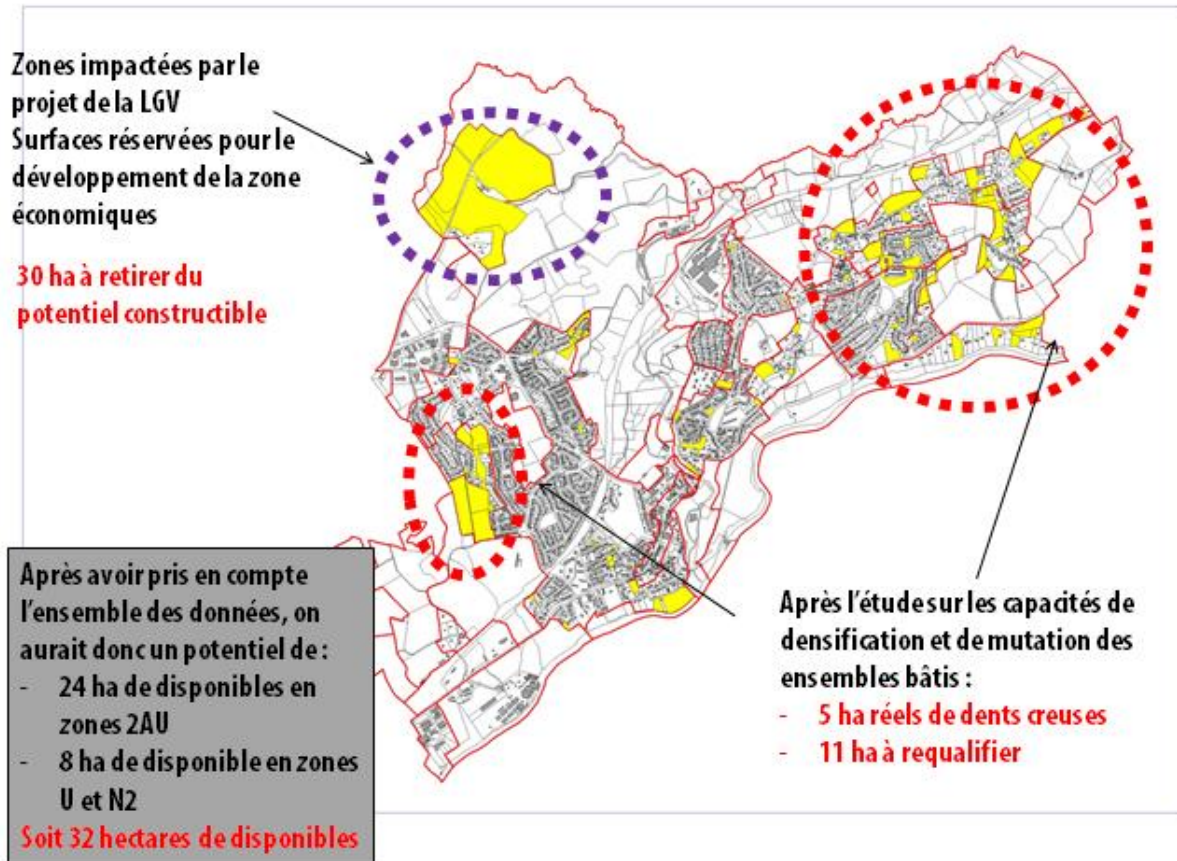 Zones impactées par le
projet de la LGV
Surfaces réservées pour le
développement de la zone
économiques
30 ha à retirer du
potentiel constructible
Après avoir pris en compte
l’ensemble des données, on
aurait donc un potentiel de :
- 24 ha de disponibles en
zones 2AU
- 8 ha de disponible en zones
U et N2
Soit 32 hectares de disponibles
Après l’étude sur les capacités de
densification et de mutation des
ensembles bâtis :
- 5 ha réels de dents creuses
- 11 ha à requalifier